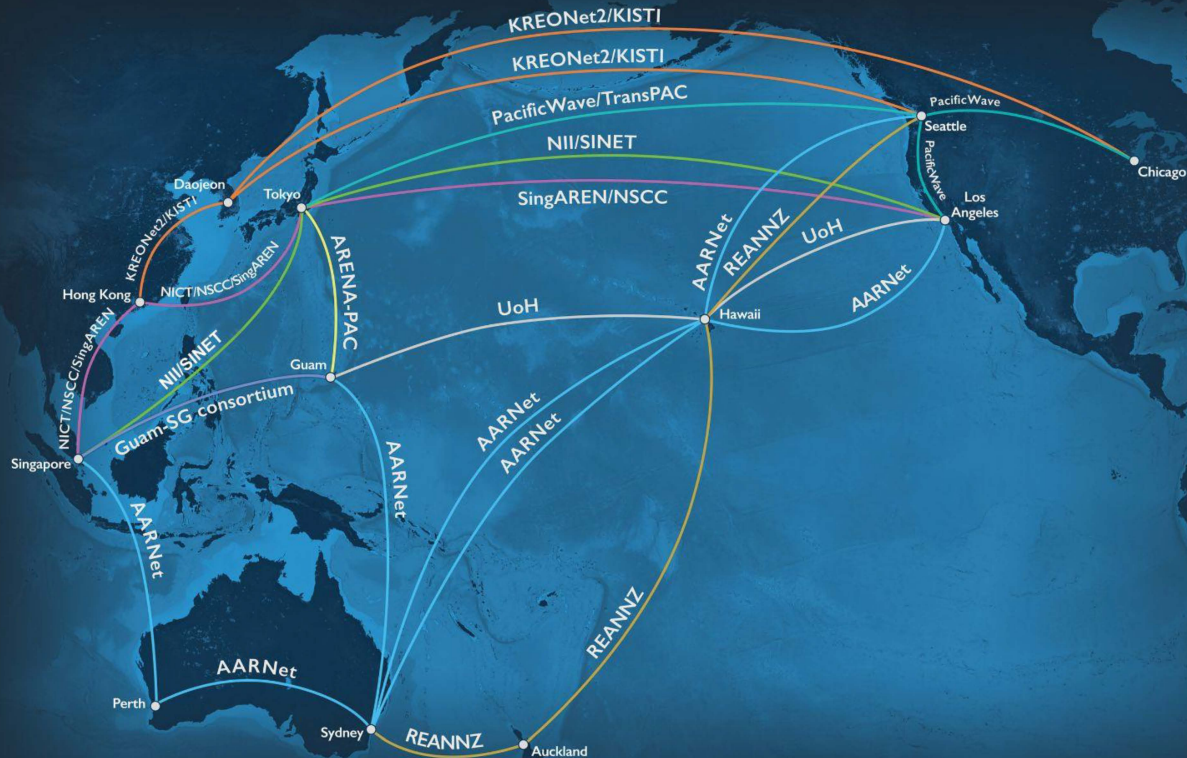 KREONet2/KISTI
KREONet2/KISTI
PacificWave/TransPAC
PacificWave
Seattle
NII/SINET
PacificWave
Chicago
Daojeon
Tokyo
SingAREN/NSCC
Los
Angeles
KREONet2/KISTI
NICT/NSCC/SingAREN
ARENA-PAC
AARNet
REANNZ
UoH
AARNet
Hong Kong
UoH
Hawaii
NICT/NSCC/SingAREN
NII/SINET
Guam
Guam-SG consortium
AARNet
AARNet
AARNet
Singapore
AARNet
REANNZ
AARNet
Perth
Sydney
REANNZ
Auckland